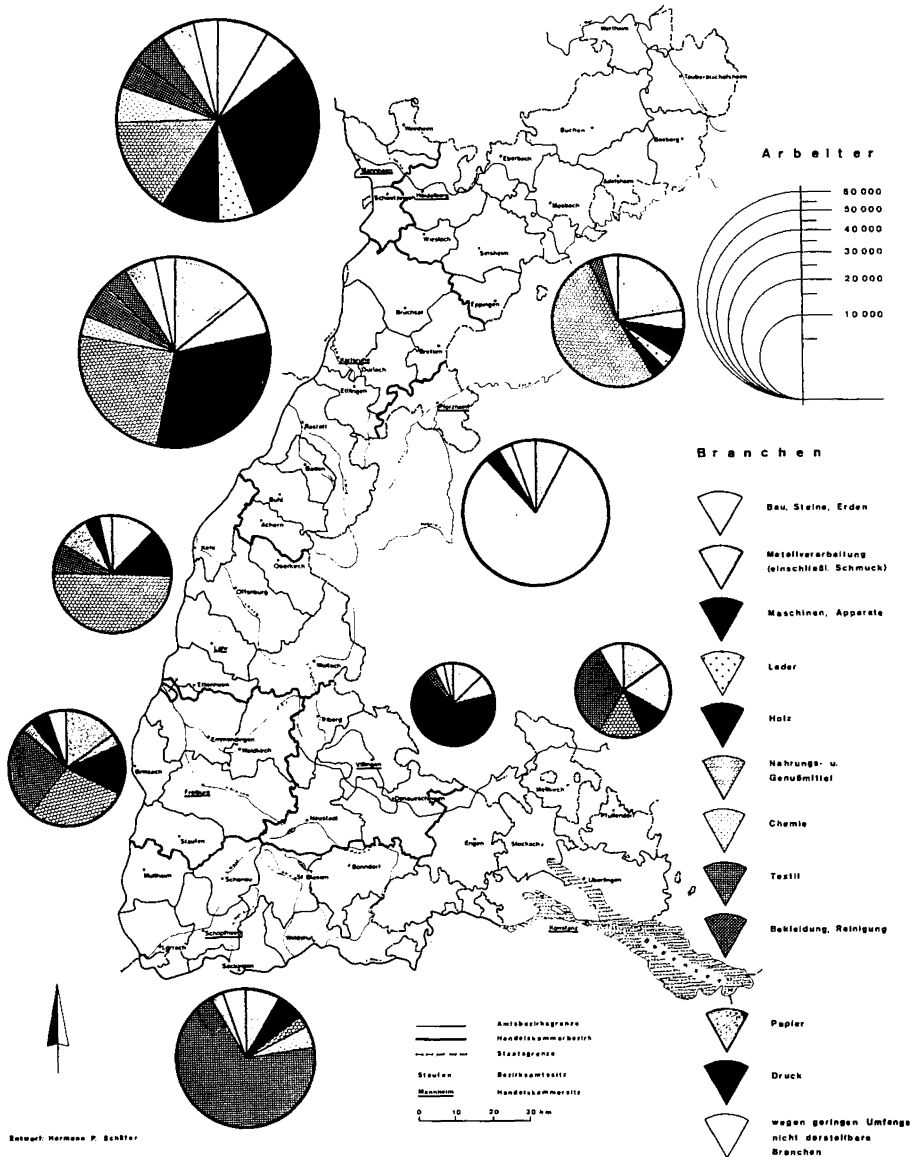 Wertheim
Tauberbischofsheim
Buchen
Boxberg
Weinheim
Eberbach
Adelsheim
Mannheim
Mosbach
Schwetzingen
Heidelberg
Wiesloch
Sinsheim
Eppingen
Bruchsal
Bretten
Karlsruhe
Durlach
Ettlingen
Pforzheim
Rastatt
Baden
Bühl
Achern
Kehl
Oberkirch
Offenburg
Lahr
Wolfach
Ettenheim
Triberg
Emmendingen
Waldkirch
Breisach
Villingen
Freiburg
Donaueschingen
Meßkirch
Pfullendorf
Neustadt
Engen
Stockach
Staufen
Bonndorf
Überlingen
Müllheim
Schönau
St Blasien
Konstanz
Schopfheim
Waldshut
Lörrach
Säckingen
Arbeiter
60 000
50 000
40 000
30 000
20 000
10 000
Branchen
Bau, Steine, Erden
Metallverarbeitung
(einschließl. Schmuck)
Maschinen, Apparate
Leder
Holz
Nahrungs- u.
Genußmittel
Chemie
Textil
Bekleidung, Reinigung
Papier
Druck
wegen geringen Umfangs
nicht darstellbare
Branchen
Amtsbezirksgrenze
Handelskammerbezirk
Staatsgrenze
Staufen Bezirksamtssitz
Mannheim Handelskammersitz
0 10 20 30 km
Entwurf: Hermann P. Schäfer